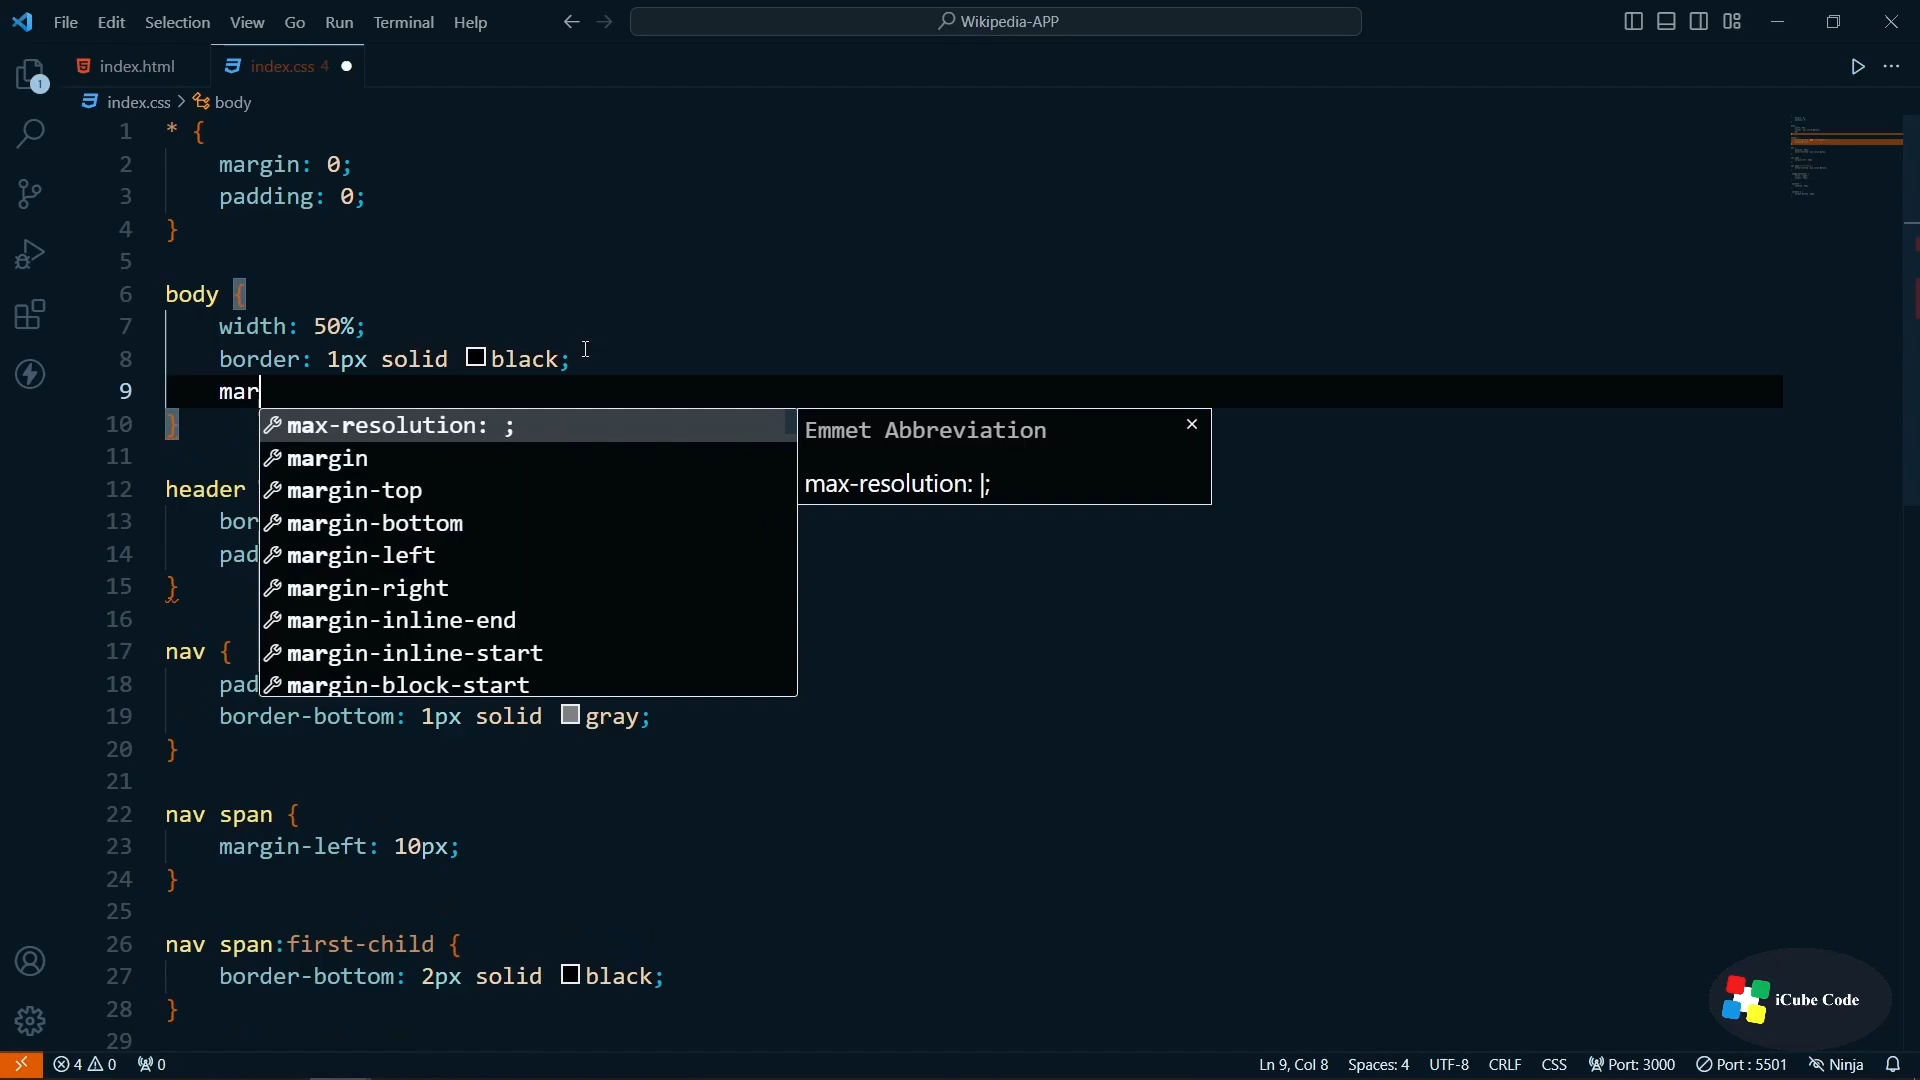 File Edit Selection View Go Run Terminal Help Wikipedia-APP
index.html index.css 4
index.css > body
1 * {
2 margin: 0;
3 padding: 0;
4 }
5
6 body {
7 width: 50%;
8 border: 1px solid black;
9 mar
10 }
max-resolution: ;
Emmet Abbreviation
11
margin
12 header
margin-top
max-resolution: |;
13 bor
margin-bottom
14 pad
margin-left
15 }
margin-right
16
margin-inline-end
17 nav {
margin-inline-start
18 pad
margin-block-start
19 border-bottom: 1px solid gray;
20 }
21
22 nav span {
23 margin-left: 10px;
24 }
25
26 nav span:first-child {
27 border-bottom: 2px solid black;
28 }
29
1
iCube Code
4 0 0 Ln 9, Col 8 Spaces: 4 UTF-8 CRLF CSS Port: 3000 Port : 5501 Ninja